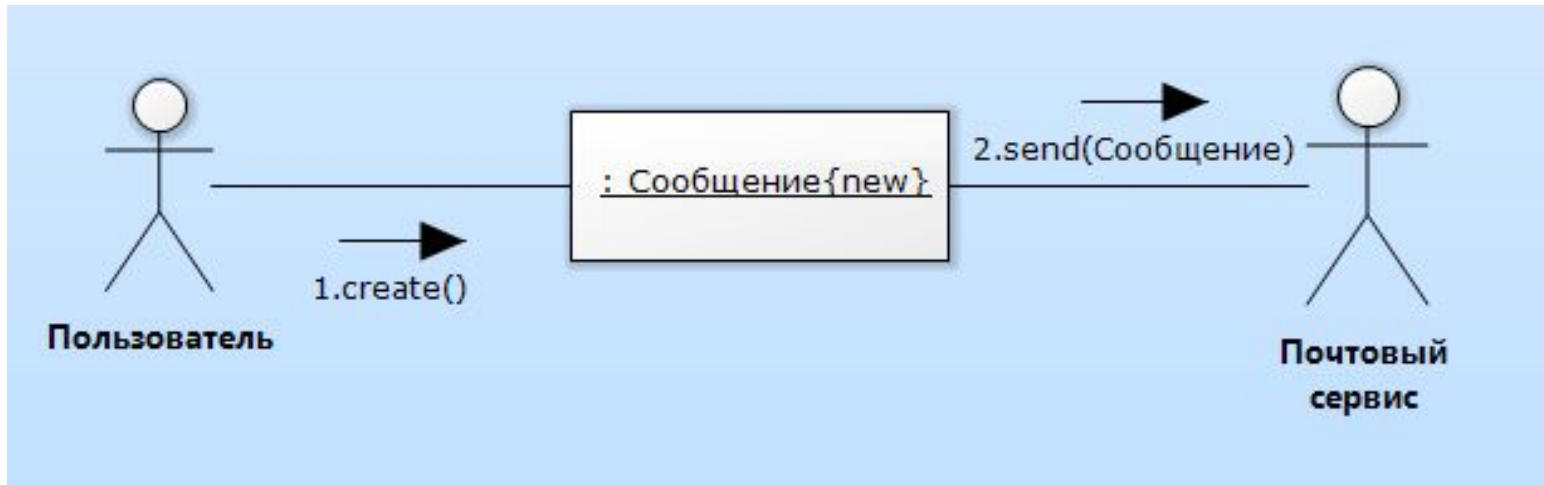 2.send(Сообщение)
: Сообщение{new}
1.create()
Пользователь
Почтовый
сервис